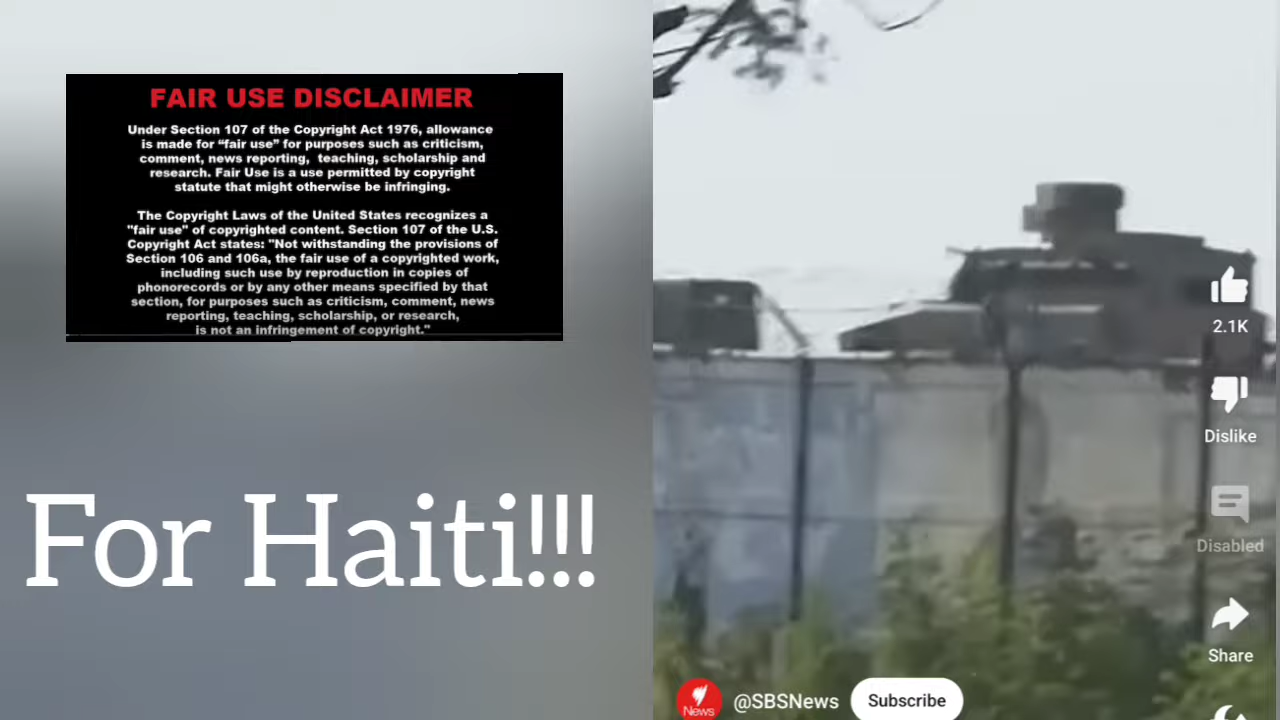 FAIR USE DISCLAIMER
Under Section 107 of the Copyright Act 1976, allowance
is made for “fair use” for purposes such as criticism,
comment, news reporting, teaching, scholarship and
research. Fair Use is a use permitted by copyright
statute that might otherwise be infringing.
The Copyright Laws of the United States recognizes a
"fair use" of copyrighted content. Section 107 of the U.S.
Copyright Act states: "Not withstanding the provisions of
Section 106 and 106a, the fair use of a copyrighted work,
including such use by reproduction in copies of
phonorecords or by any other means specified by that
section, for purposes such as criticism, comment, news
reporting, teaching, scholarship, or research,
is not an infringement of copyright."
For Haiti!!!
2.1K
Dislike
Disabled
Share
News
@SBSNews
Subscribe